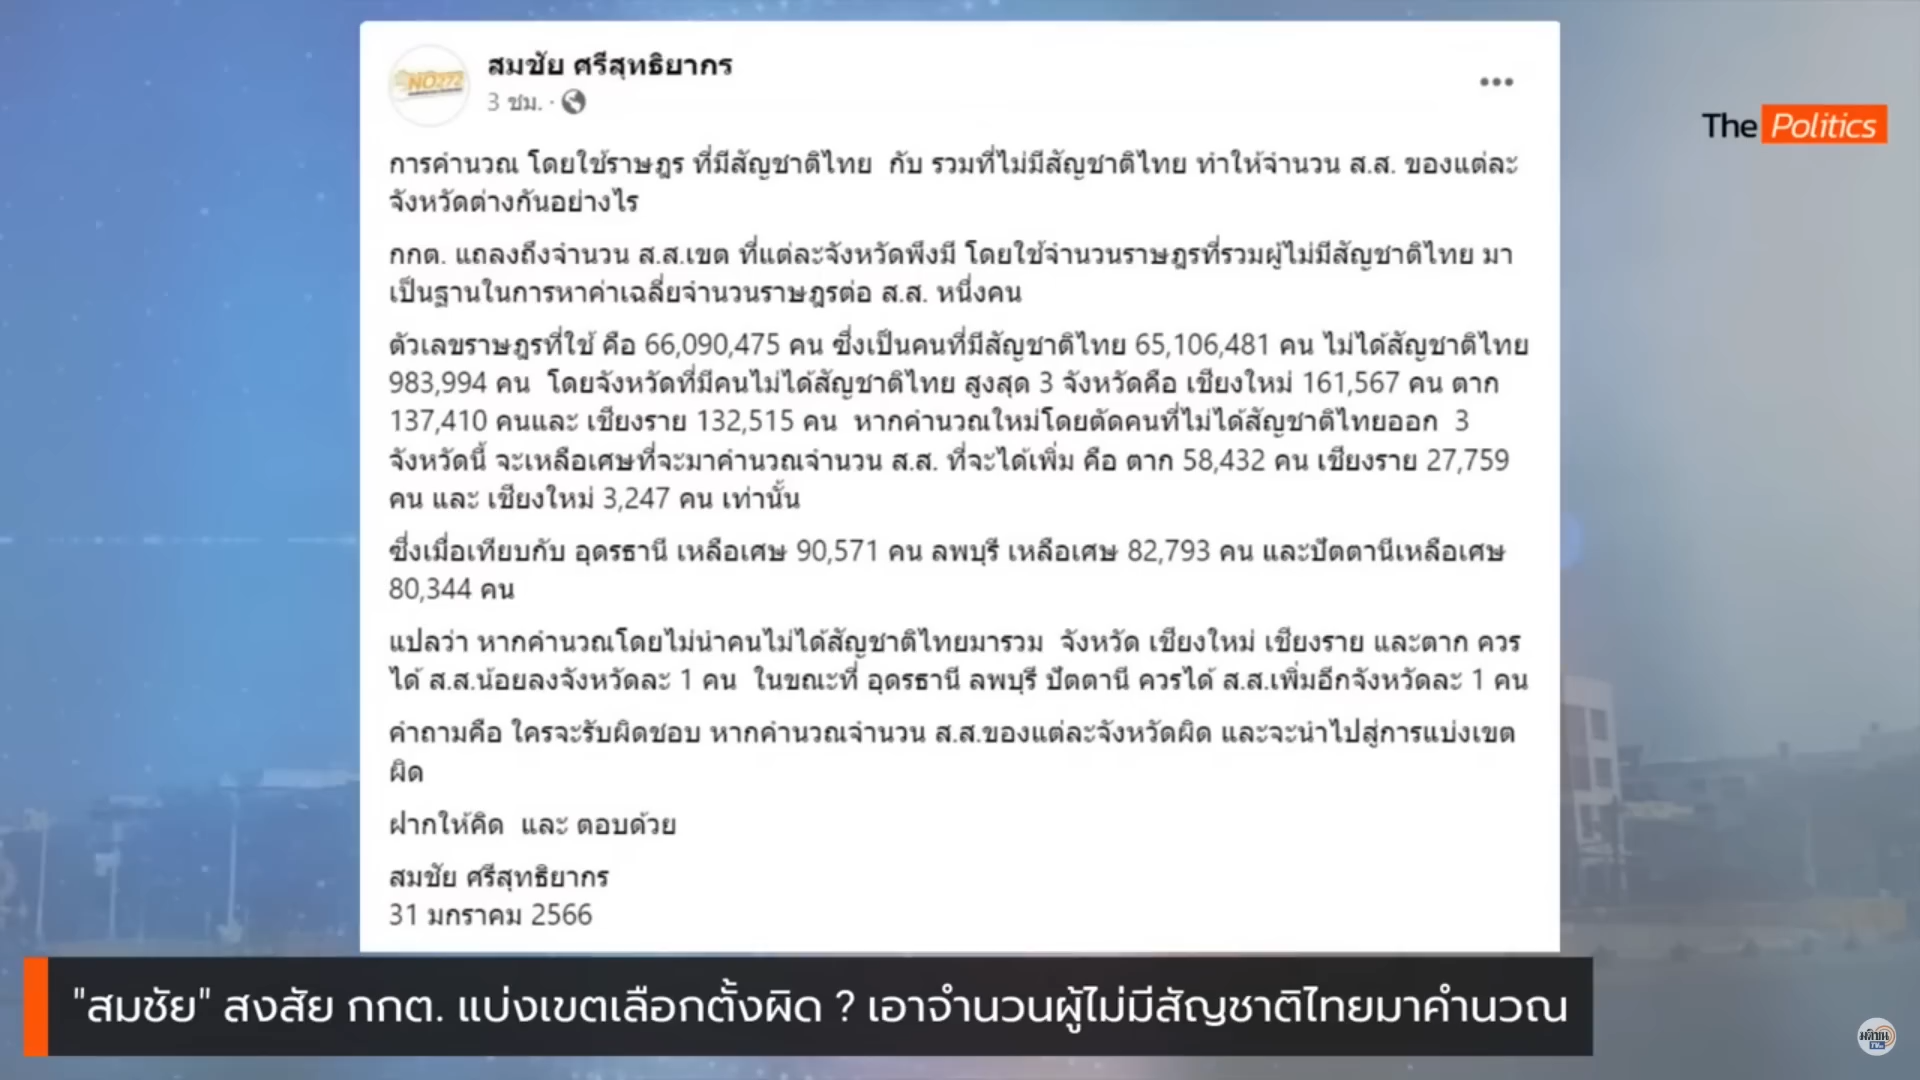 สมชัย ศรีสุทธิยากร
3 ชม. ·
The Politics
การคำนวณ โดยใช้ราษฎร ที่มีสัญชาติไทย กับ รวมที่ไม่มีสัญชาติไทย ทำให้จำนวน ส.ส. ของแต่ละ
จังหวัดต่างกันอย่างไร
กกต. แถลงถึงจำนวน ส.ส.เขต ที่แต่ละจังหวัดพึงมี โดยใช้จำนวนราษฎรที่รวมผู้ไม่มีสัญชาติไทย มา
เป็นฐานในการหาค่าเฉลี่ยจำนวนราษฎรต่อ ส.ส. หนึ่งคน
ตัวเลขราษฎรที่ใช้ คือ 66,090,475 คน ซึ่งเป็นคนที่มีสัญชาติไทย 65,106,481 คน ไม่ได้สัญชาติไทย
983,994 คน โดยจังหวัดที่มีคนไม่ได้สัญชาติไทย สูงสุด 3 จังหวัดคือ เชียงใหม่ 161,567 คน ตาก
137,410 คนและ เชียงราย 132,515 คน หากคำนวณใหม่โดยตัดคนที่ไม่ได้สัญชาติไทยออก 3
จังหวัดนี้ จะเหลือเศษที่จะมาคำนวณจำนวน ส.ส. ที่จะได้เพิ่ม คือ ตาก 58,432 คน เชียงราย 27,759
คน และ เชียงใหม่ 3,247 คน เท่านั้น
ซึ่งเมื่อเทียบกับ อุดรธานี เหลือเศษ 90,571 คน ลพบุรี เหลือเศษ 82,793 คน และปัตตานีเหลือเศษ
80,344 คน
แปลว่า หากคำนวณโดยไม่นำคนไม่ได้สัญชาติไทยมารวม จังหวัด เชียงใหม่ เชียงราย และตาก ควร
ได้ ส.ส.น้อยลงจังหวัดละ 1 คน ในขณะที่ อุดรธานี ลพบุรี ปัตตานี ควรได้ ส.ส.เพิ่มอีกจังหวัดละ 1 คน
คำถามคือ ใครจะรับผิดชอบ หากคำนวณจำนวน ส.ส.ของแต่ละจังหวัดผิด และจะนำไปสู่การแบ่งเขต
ผิด
ฝากให้คิด และ ตอบด้วย
สมชัย ศรีสุทธิยากร
31 มกราคม 2566
"สมชัย" สงสัย กกต. แบ่งเขตเลือกตั้งผิด ? เอาจำนวนผู้ไม่มีสัญชาติไทยมาคำนวณ
มติชน